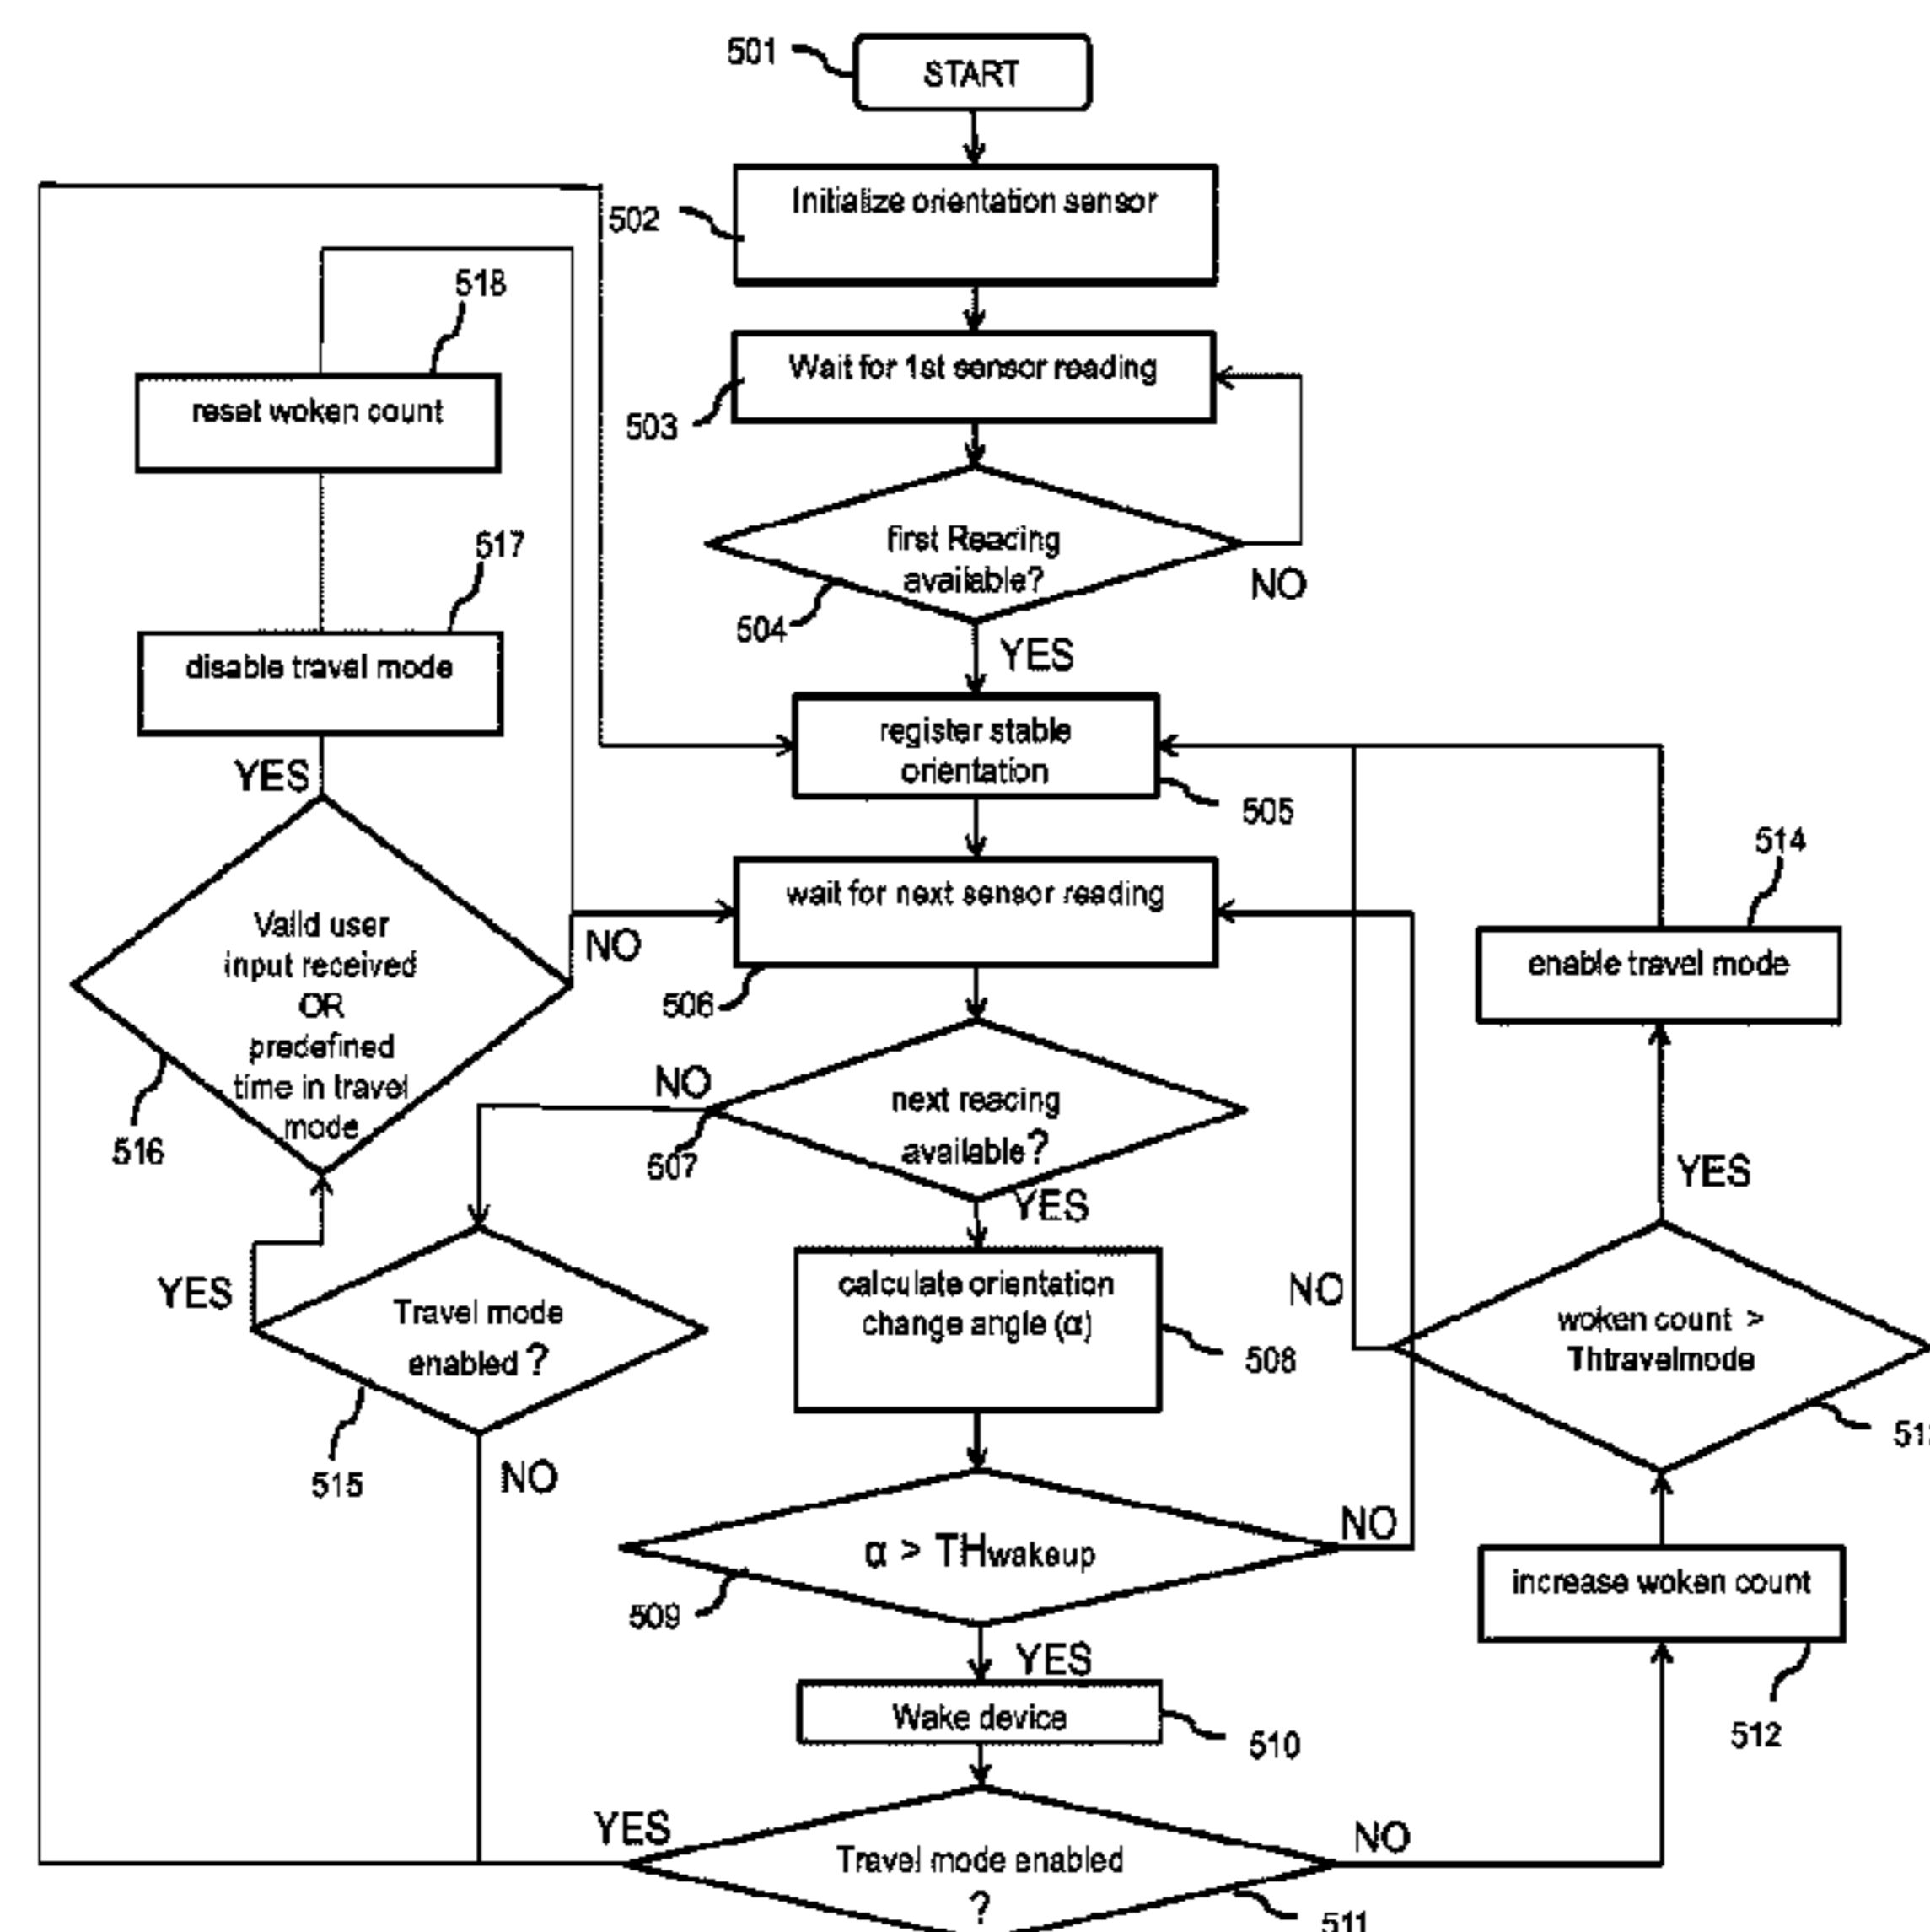 501
START
502
Initialize orientation sensor
518
reset woken count
503
Wait for 1st sensor reading
517
disable travel mode
YES
first Reading
available?
504
NO
YES
register stable
orientation
505
wait for next sensor reading
506
514
enable travel mode
Valid user
input received
OR
predefined
time in travel
mode
516
NO
NO
next reading
available?
507
YES
YES
Travel mode
enabled ?
515
NO
calculate orientation
change angle (α)
508
NO
YES
woken count >
Thtravelmode
α > THwakeup
509
NO
YES
increase woken count
512
Wake device
510
YES
Travel mode enabled
?
NO
511